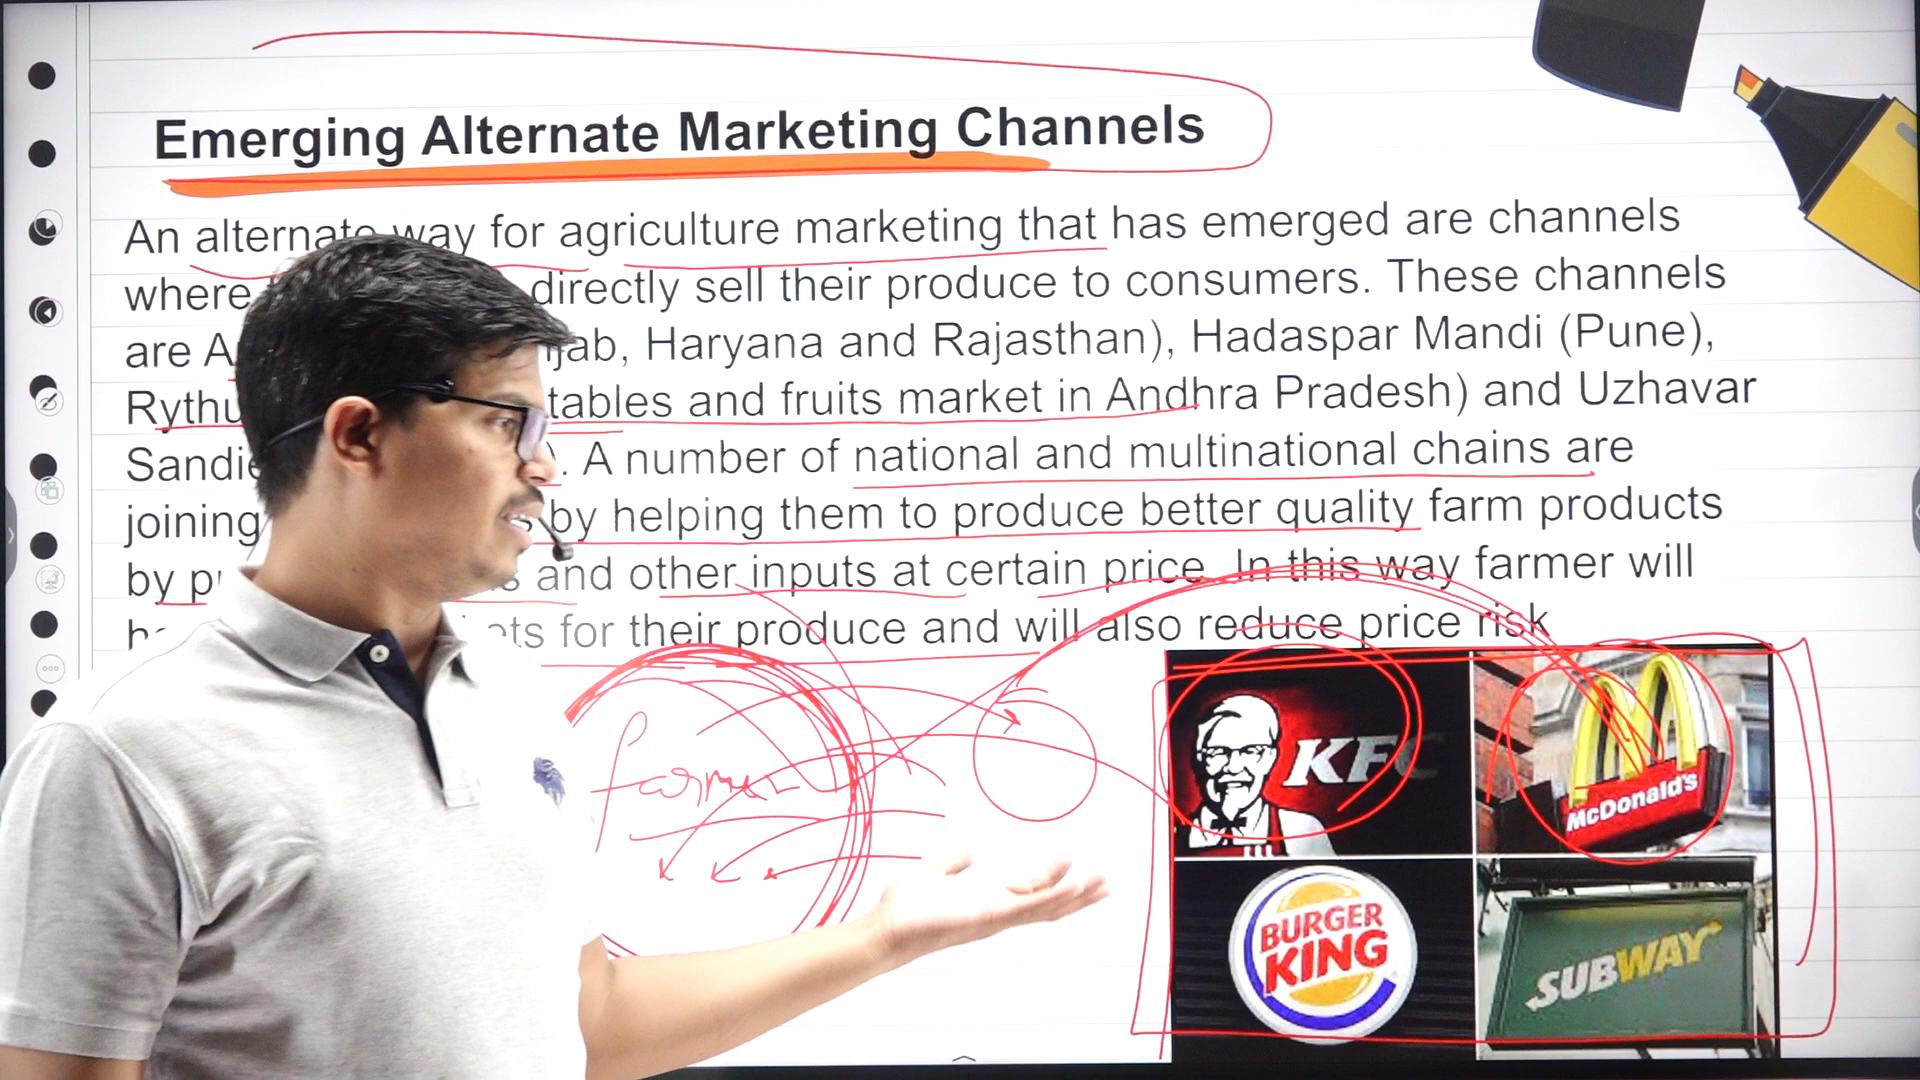 Emerging Alternate Marketing Channels
An alternate way for agriculture marketing that has emerged are channels
where directly sell their produce to consumers. These channels
are Haryana and Rajasthan), Hadaspar Mandi (Pune),
and fruits market in Andhra Pradesh) and Uzhavar
A number of national and multinational chains are
joining by helping them to produce better quality farm products
by and other inputs at certain price. In this way farmer will
for their produce and will also reduce price risk
farmer
KFC
McDonald's
BURGER
KING
SUBWAY